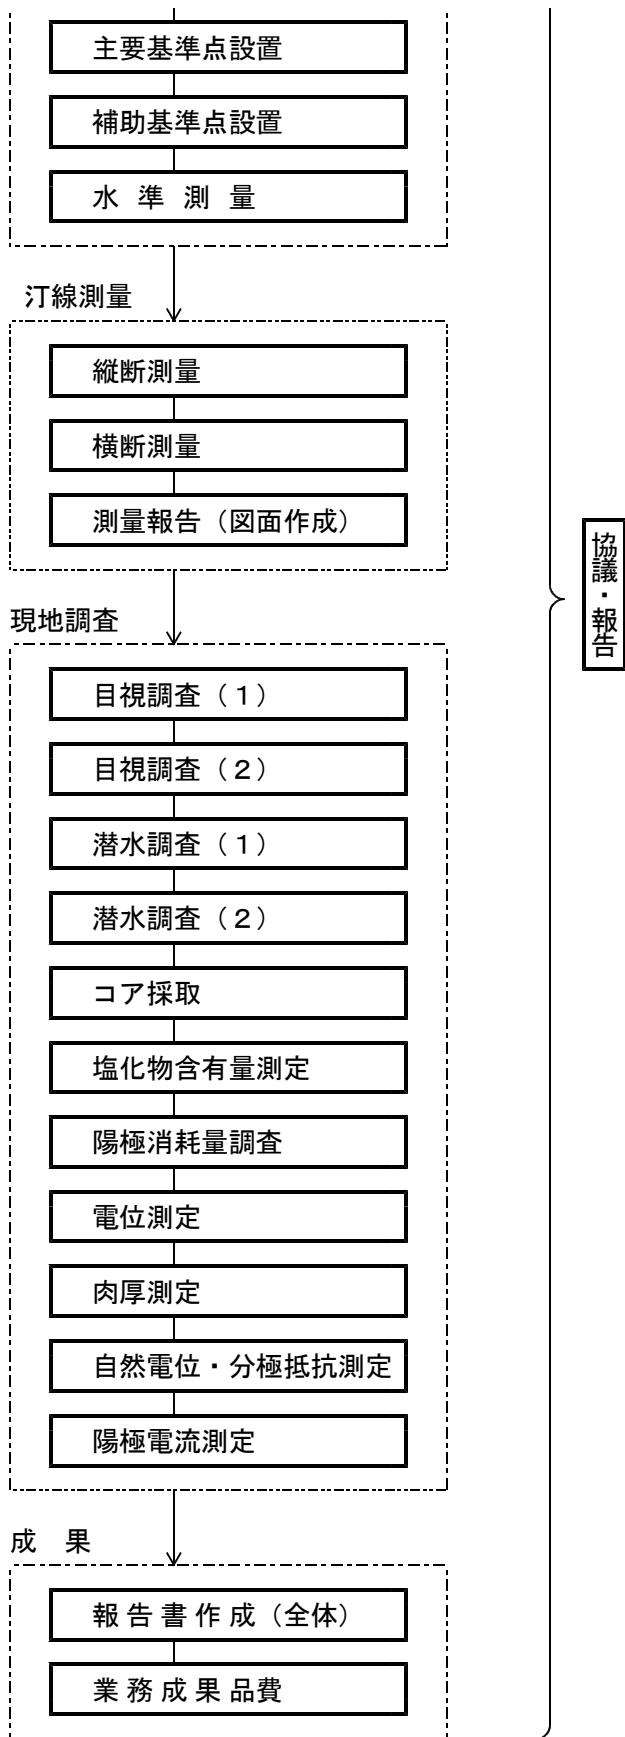 主要基準点設置
補助基準点設置
水 準 測 量
汀線測量
縦断測量
横断測量
測量報告（図面作成）
協議・報告
現地調査
目視調査（１）
目視調査（２）
潜水調査（１）
潜水調査（２）
コア採取
塩化物含有量測定
陽極消耗量調査
電位測定
肉厚測定
自然電位・分極抵抗測定
陽極電流測定
成　果
報 告 書 作 成（全体）
業 務 成 果 品 費